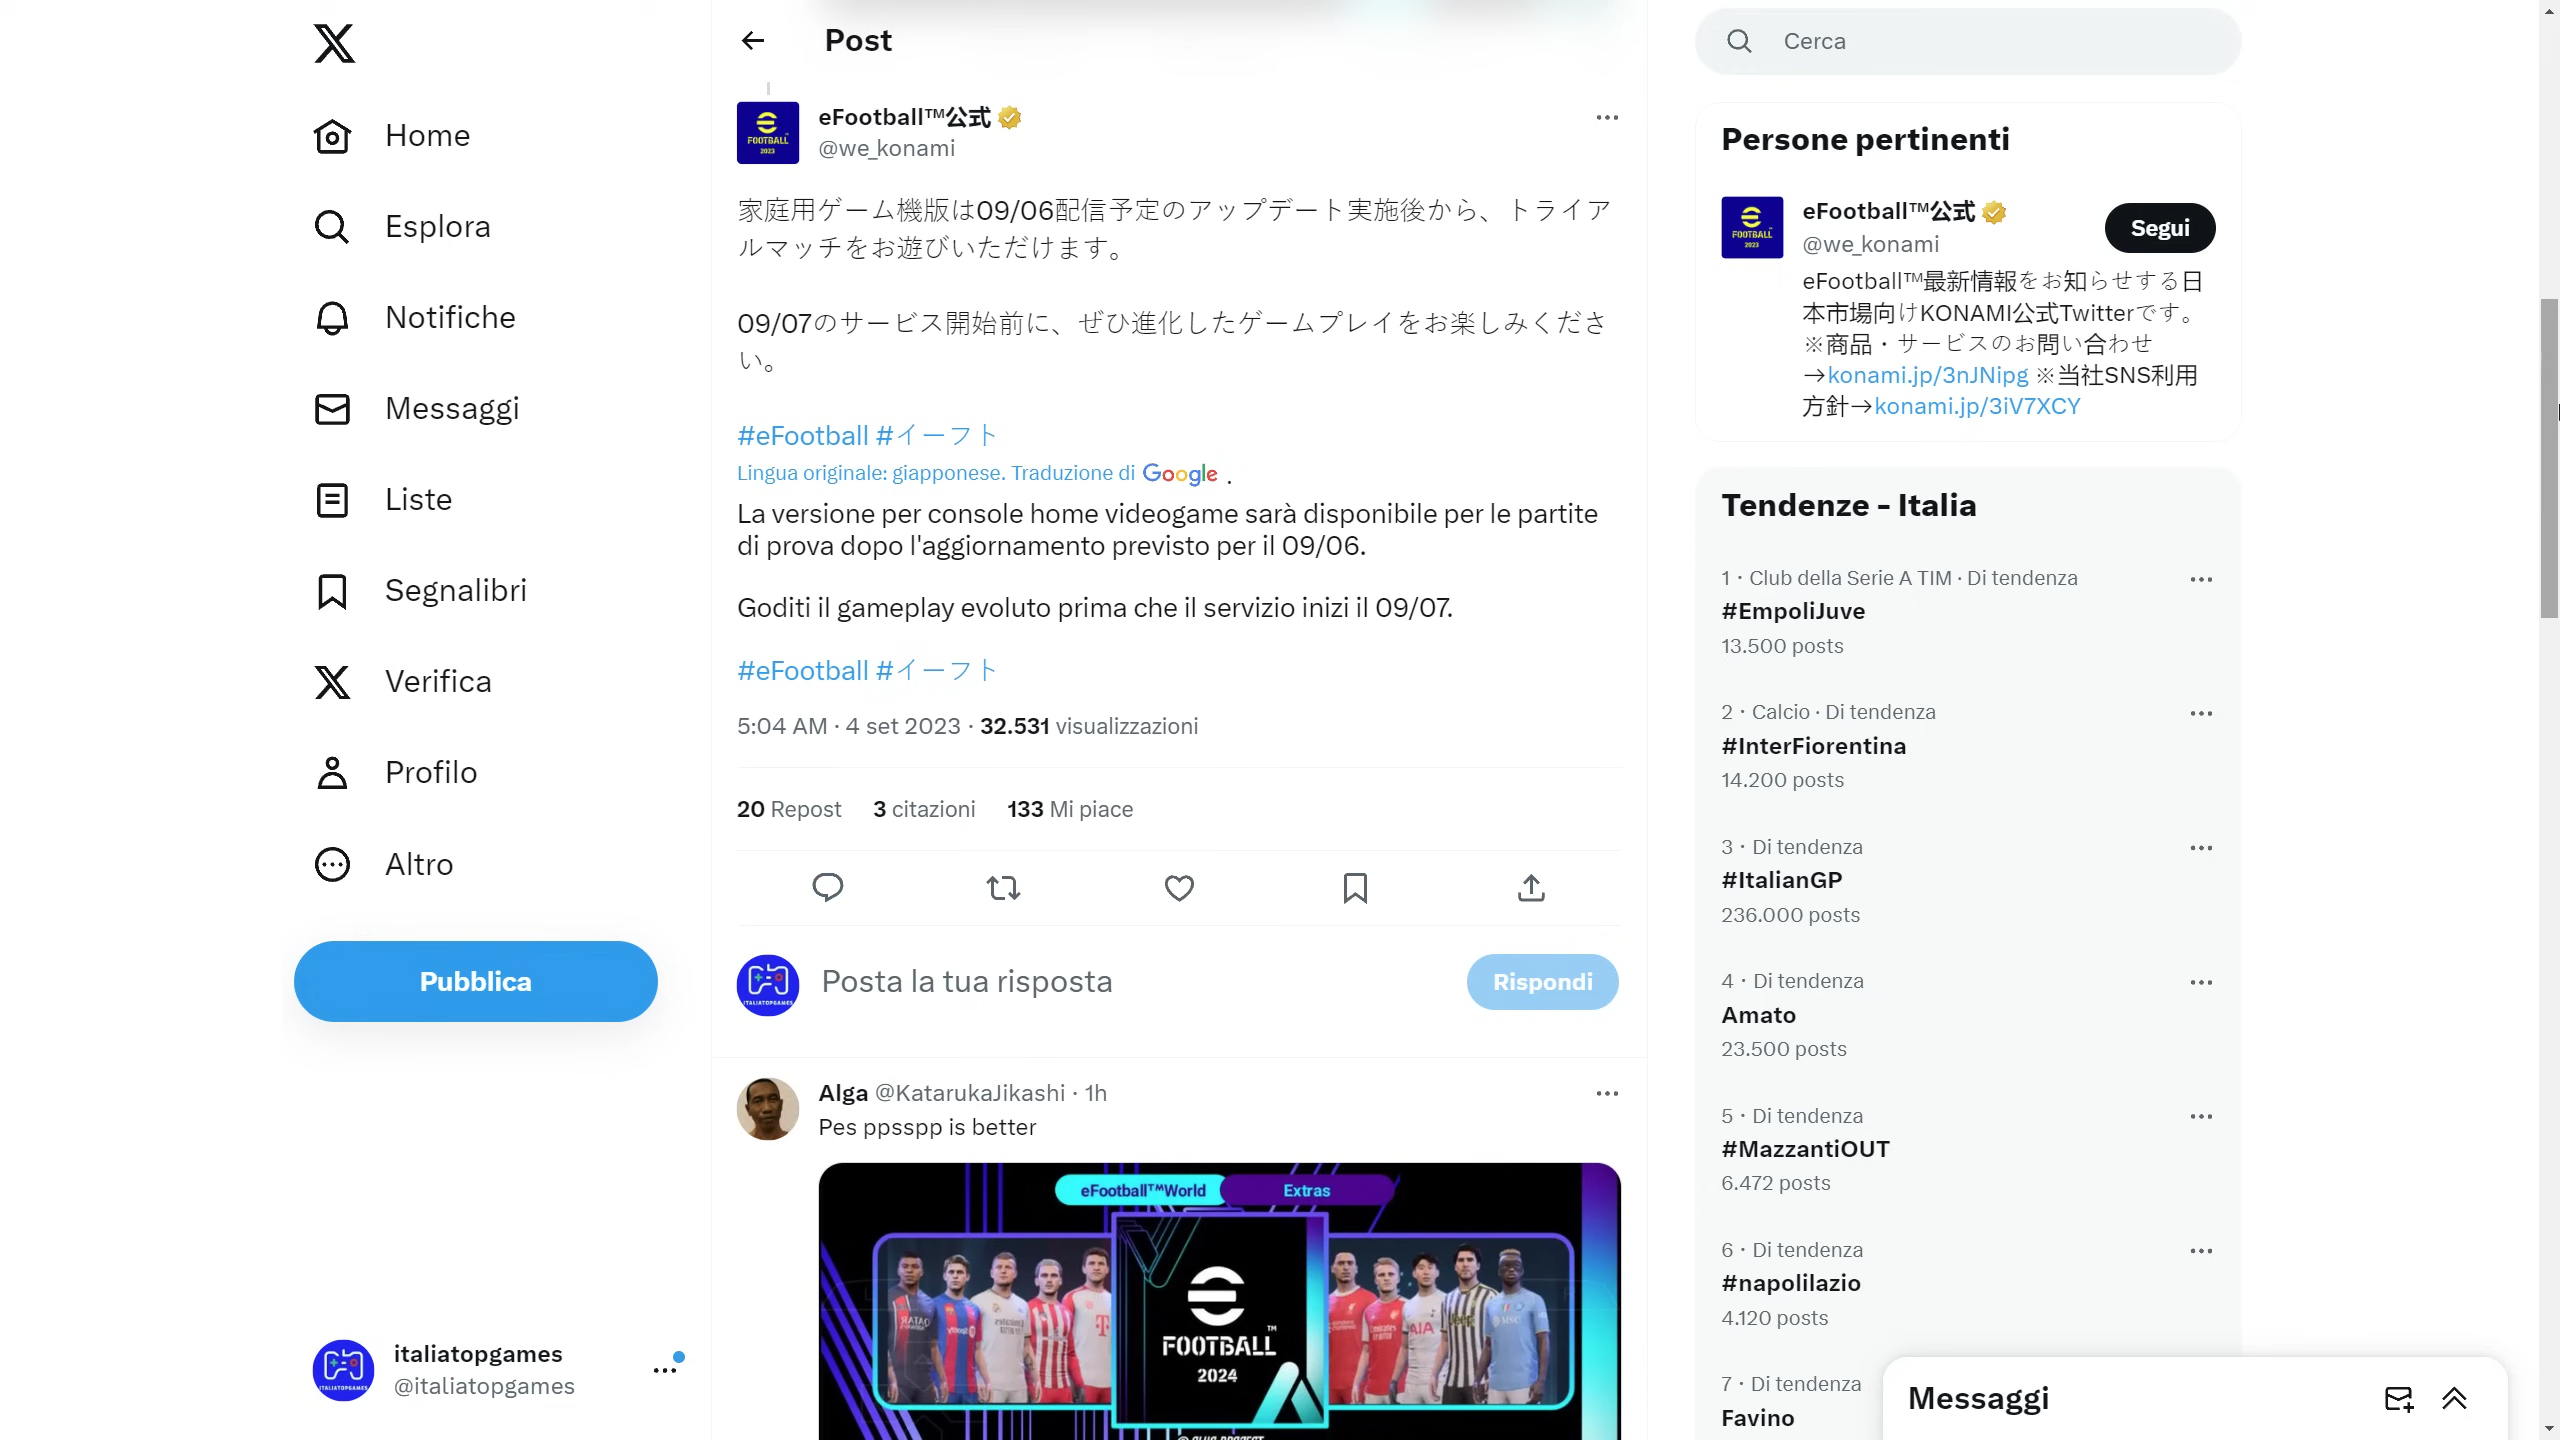 Home
Esplora
Notifiche
Messaggi
Liste
Segnalibri
Verifica
Profilo
Altro
Pubblica
italiatopgames
@italiatopgames
Post
eFootball™公式
@we_konami
家庭用ゲーム機版は09/06配信予定のアップデート実施後から、トライア
ルマッチをお遊びいただけます。
09/07のサービス開始前に、ぜひ進化したゲームプレイをお楽しみくださ
い。
#eFootball #イーフト
Lingua originale: giapponese. Traduzione di Google .
La versione per console home videogame sarà disponibile per le partite
di prova dopo l'aggiornamento previsto per il 09/06.
Goditi il gameplay evoluto prima che il servizio inizi il 09/07.
#eFootball #イーフト
5:04 AM · 4 set 2023 · 32.531 visualizzazioni
20 Repost 3 citazioni 133 Mi piace
Posta la tua risposta
Rispondi
Alga @KatarukaJikashi · 1h
Pes ppsspp is better
eFootball™World
Extras
FOOTBALL™
2024
Cerca
Persone pertinenti
eFootball™公式
@we_konami
Segui
eFootball™最新情報をお知らせする日
本市場向けKONAMI公式Twitterです。
※商品・サービスのお問い合わせ
→konami.jp/3nJNipg ※当社SNS利用
方針→konami.jp/3iV7XCY
Tendenze - Italia
1 · Club della Serie A TIM · Di tendenza
#EmpoliJuve
13.500 posts
2 · Calcio · Di tendenza
#InterFiorentina
14.200 posts
3 · Di tendenza
#ItalianGP
236.000 posts
4 · Di tendenza
Amato
23.500 posts
5 · Di tendenza
#MazzantiOUT
6.472 posts
6 · Di tendenza
#napolilazio
4.120 posts
7 · Di tendenza
Favino
Messaggi